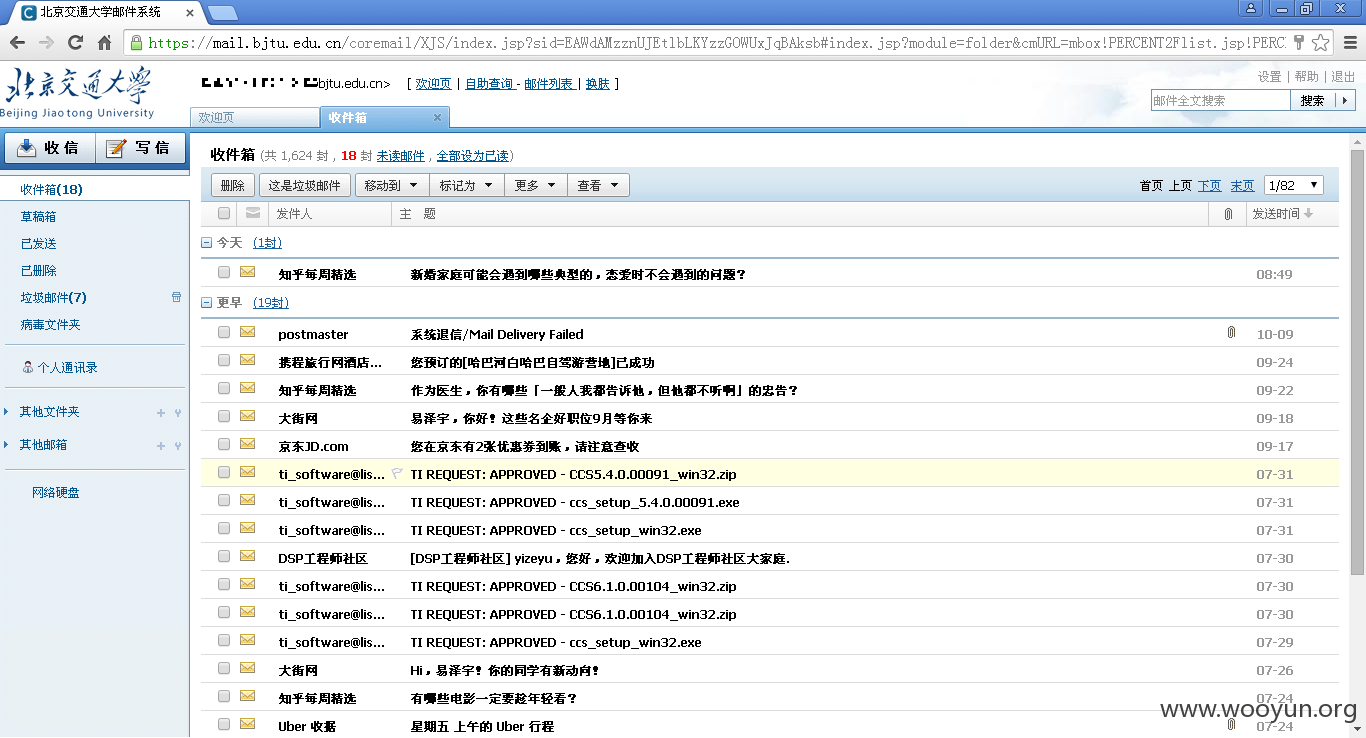 北京交通大学邮件系统
https://mail.bjtu.edu.cn/coremail/XJS/index.jsp?sid=EAWdAMzznUJEtlbLKYzzGOWUxJqBAksb#index.jsp?module=folder&cmURL=mbox!PERCENT2Flist.jsp!PERC
北京交通大学
Beijing Jiaotong University
bjtu.edu.cn> [ 欢迎页 | 自助查询 - 邮件列表 | 换肤 ]
设置 | 帮助 | 退出
邮件全文搜索 搜索
欢迎页 收件箱
收信 写信
收件箱(18)
草稿箱
已发送
已删除
垃圾邮件(7)
病毒文件夹
个人通讯录
其他文件夹
其他邮箱
网络硬盘
收件箱 (共 1,624 封，18 封 未读邮件，全部设为已读)
删除 这是垃圾邮件 移动到 标记为 更多 查看 首页 上页 下页 末页 1/82
发件人 主 题 发送时间
今天 (1封)
知乎每周精选 新婚家庭可能会遇到哪些典型的，恋爱时不会遇到的问题？ 08:49
更早 (19封)
postmaster 系统退信/Mail Delivery Failed 10-09
携程旅行网酒店... 您预订的[哈巴河白哈巴自驾游营地]已成功 09-24
知乎每周精选 作为医生，你有哪些「一般人我都告诉他，但他都不听啊」的忠告？ 09-22
大街网 易泽宇，你好！这些名企好职位9月等你来 09-18
京东JD.com 您在京东有2张优惠券到账，请注意查收 09-17
ti_software@lis... TI REQUEST: APPROVED - CCS5.4.0.00091_win32.zip 07-31
ti_software@lis... TI REQUEST: APPROVED - ccs_setup_5.4.0.00091.exe 07-31
ti_software@lis... TI REQUEST: APPROVED - ccs_setup_win32.exe 07-31
DSP工程师社区 [DSP工程师社区] yizeyu，您好，欢迎加入DSP工程师社区大家庭. 07-30
ti_software@lis... TI REQUEST: APPROVED - CCS6.1.0.00104_win32.zip 07-30
ti_software@lis... TI REQUEST: APPROVED - CCS6.1.0.00104_win32.zip 07-30
ti_software@lis... TI REQUEST: APPROVED - ccs_setup_win32.exe 07-29
大街网 Hi，易泽宇！你的同学有新动向！ 07-26
知乎每周精选 有哪些电影一定要趁年轻看？ 07-24
Uber 收据 星期五 上午的 Uber 行程 07-24
www.wooyun.org